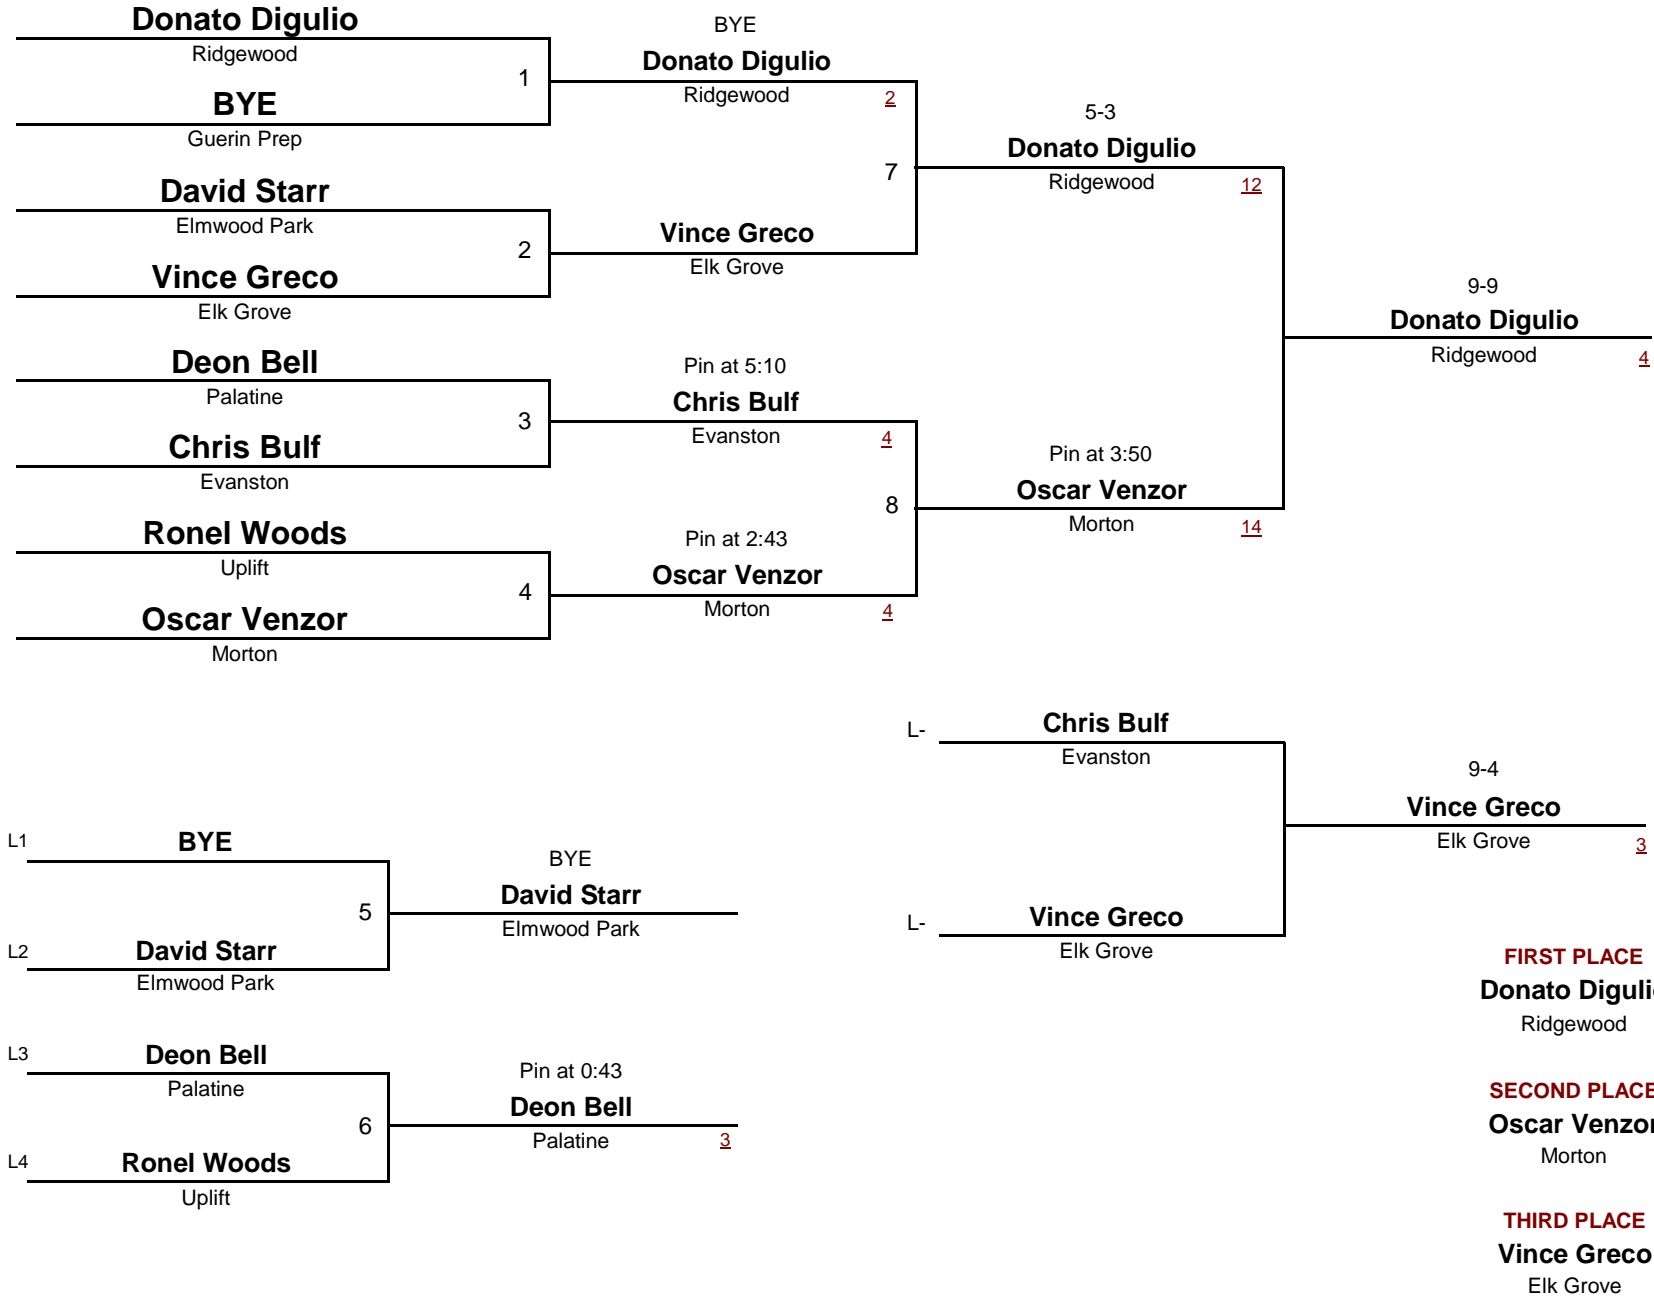 Donato Digulio
Ridgewood
1
BYE
Guerin Prep
David Starr
Elmwood Park
2
Vince Greco
Elk Grove
Deon Bell
Palatine
3
Chris Bulf
Evanston
Ronel Woods
Uplift
4
Oscar Venzor
Morton
BYE
Donato Digulio
Ridgewood
2
7
Vince Greco
Elk Grove
Pin at 5:10
Chris Bulf
Evanston
4
8
Pin at 2:43
Oscar Venzor
Morton
4
5-3
Donato Digulio
Ridgewood
12
Pin at 3:50
Oscar Venzor
Morton
14
9-9
Donato Digulio
Ridgewood
4
L-
Chris Bulf
Evanston
L-
Vince Greco
Elk Grove
9-4
Vince Greco
Elk Grove
3
L1
BYE
5
L2
David Starr
Elmwood Park
BYE
David Starr
Elmwood Park
L3
Deon Bell
Palatine
6
L4
Ronel Woods
Uplift
Pin at 0:43
Deon Bell
Palatine
3
FIRST PLACE
Donato Digulio
Ridgewood
SECOND PLACE
Oscar Venzor
Morton
THIRD PLACE
Vince Greco
Elk Grove